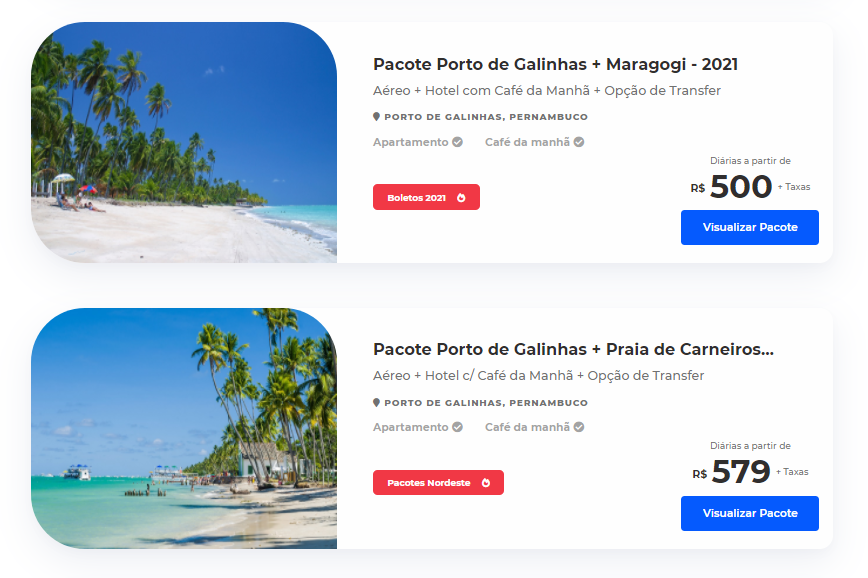 Pacote Porto de Galinhas + Maragogi - 2021
Aéreo + Hotel com Café da Manhã + Opção de Transfer
PORTO DE GALINHAS, PERNAMBUCO
Apartamento Café da manhã
Diárias a partir de
R$ 500 + Taxas
Boletos 2021
Visualizar Pacote
Pacote Porto de Galinhas + Praia de Carneiros...
Aéreo + Hotel c/ Café da Manhã + Opção de Transfer
PORTO DE GALINHAS, PERNAMBUCO
Apartamento Café da manhã
Diárias a partir de
R$ 579 + Taxas
Pacotes Nordeste
Visualizar Pacote